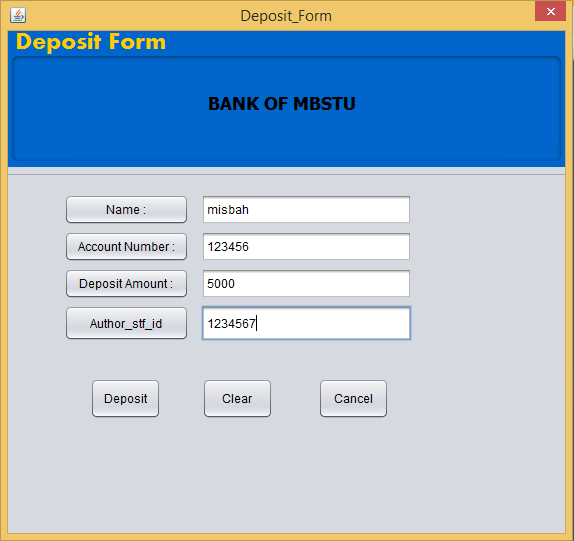 Deposit_Form
Deposit Form
BANK OF MBSTU
Name : misbah
Account Number : 123456
Deposit Amount : 5000
Author_stf_id 1234567
Deposit Clear Cancel